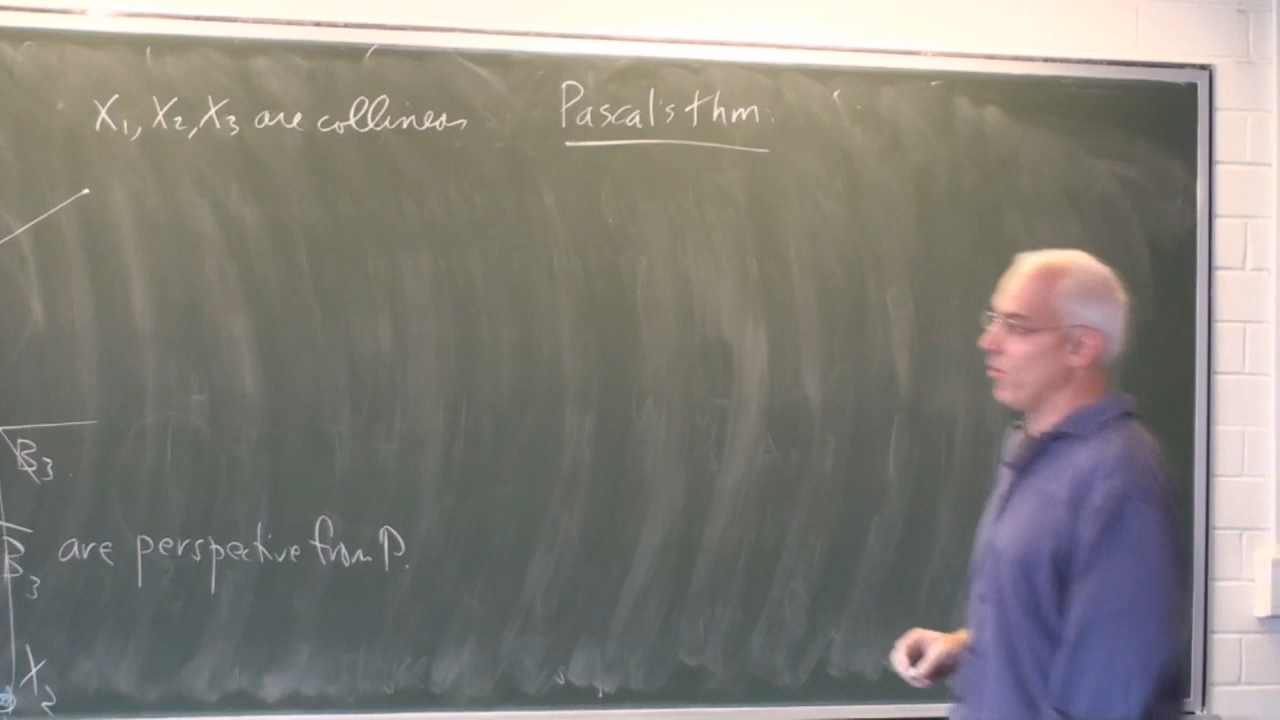 X₁, X₂, X₃ are collinear
Pascal's thm:
B₃
B₃ are perspective from P.
X₂